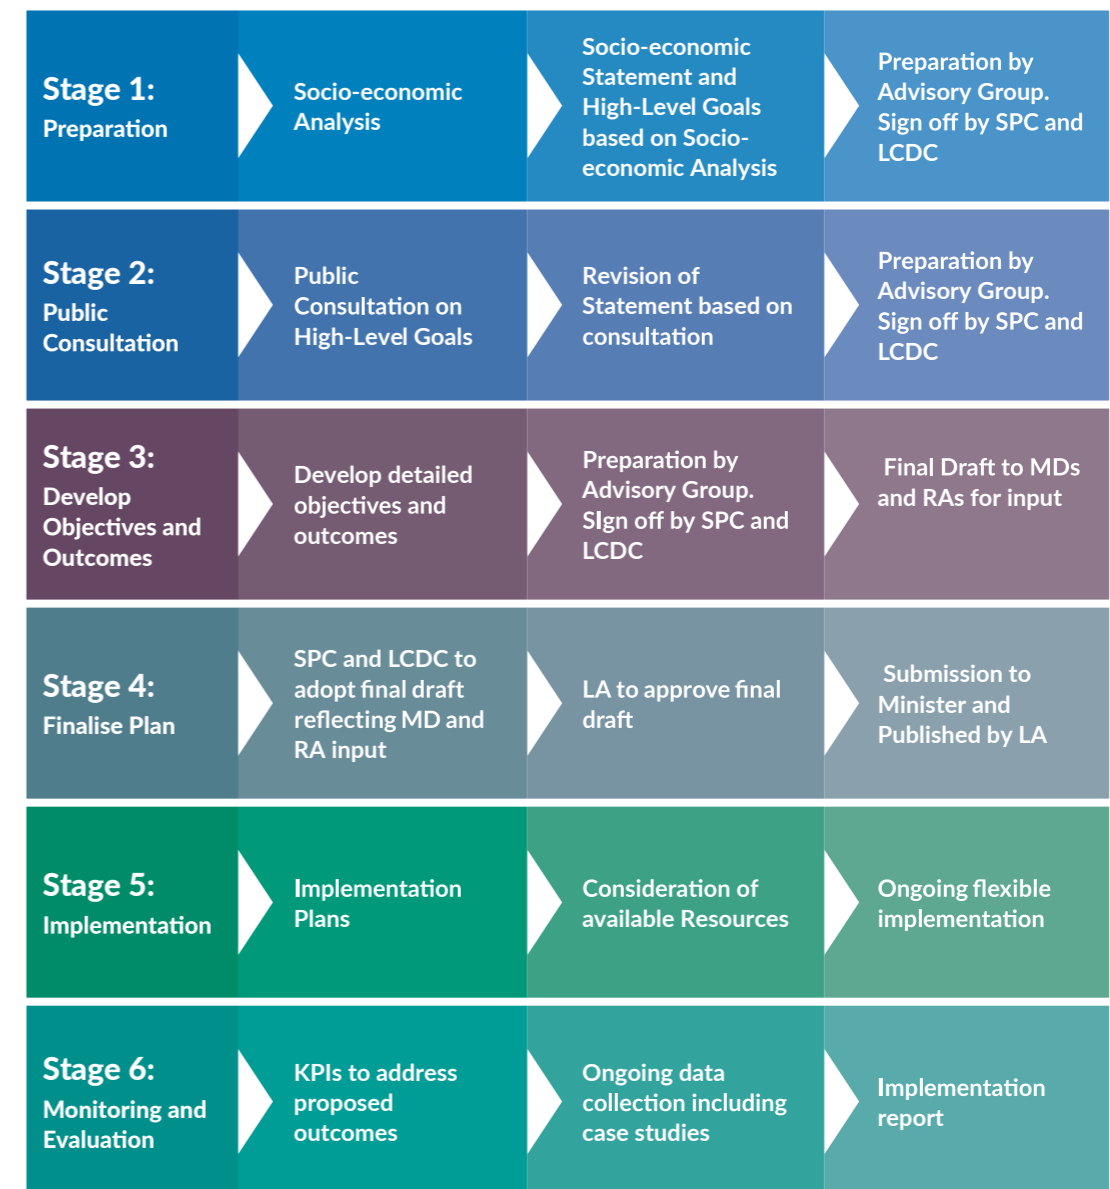 Stage 1:
Preparation
Socio-economic
Analysis
Socio-economic
Statement and
High-Level Goals
based on Socio-
economic Analysis
Preparation by
Advisory Group.
Sign off by SPC and
LCDC
Stage 2:
Public
Consultation
Public
Consultation on
High-Level Goals
Revision of
Statement based on
consultation
Preparation by
Advisory Group.
Sign off by SPC and
LCDC
Stage 3:
Develop
Objectives and
Outcomes
Develop detailed
objectives and
outcomes
Preparation by
Advisory Group.
SIgn off by SPC and
LCDC
Final Draft to MDs
and RAs for input
Stage 4:
Finalise Plan
SPC and LCDC to
adopt final draft
reflecting MD and
RA input
LA to approve final
draft
Submission to
Minister and
Published by LA
Stage 5:
Implementation
Implementation
Plans
Consideration of
available Resources
Ongoing flexible
implementation
Stage 6:
Monitoring and
Evaluation
KPIs to address
proposed
outcomes
Ongoing data
collection including
case studies
Implementation
report